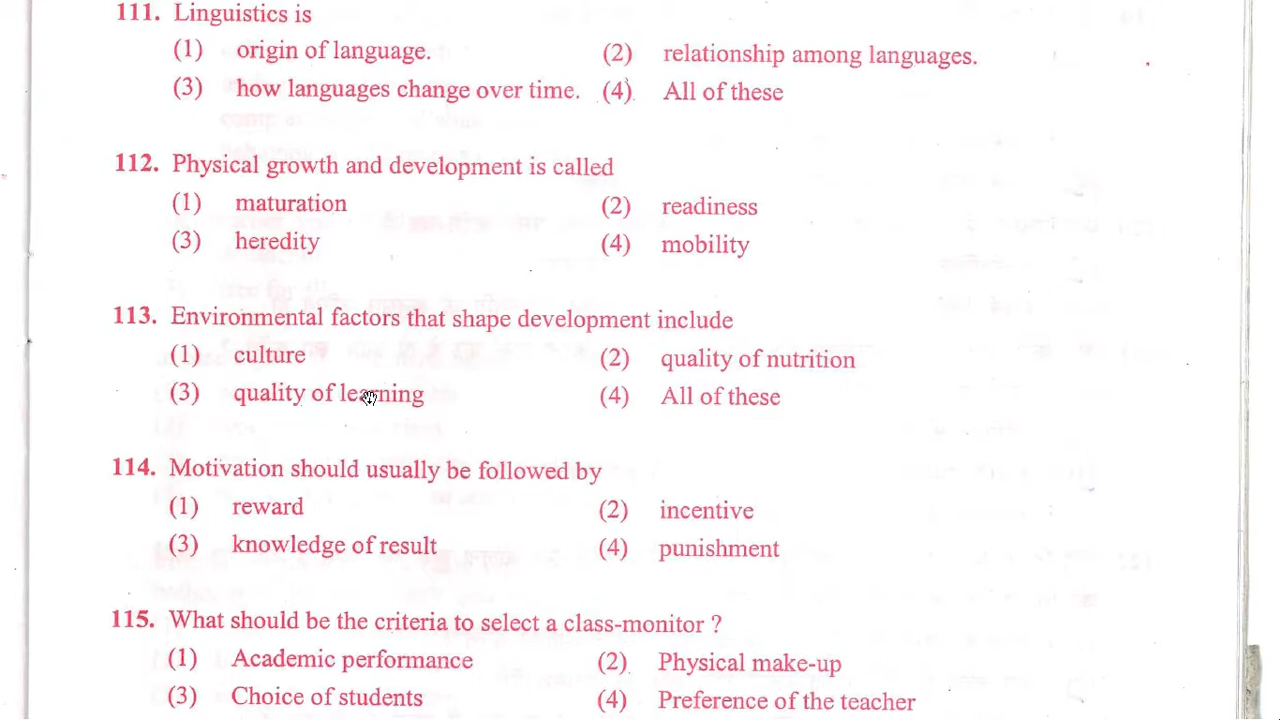 111. Linguistics is
(1) origin of language. (2) relationship among languages.
(3) how languages change over time. (4) All of these
112. Physical growth and development is called
(1) maturation (2) readiness
(3) heredity (4) mobility
113. Environmental factors that shape development include
(1) culture (2) quality of nutrition
(3) quality of learning (4) All of these
114. Motivation should usually be followed by
(1) reward (2) incentive
(3) knowledge of result (4) punishment
115. What should be the criteria to select a class-monitor ?
(1) Academic performance (2) Physical make-up
(3) Choice of students (4) Preference of the teacher